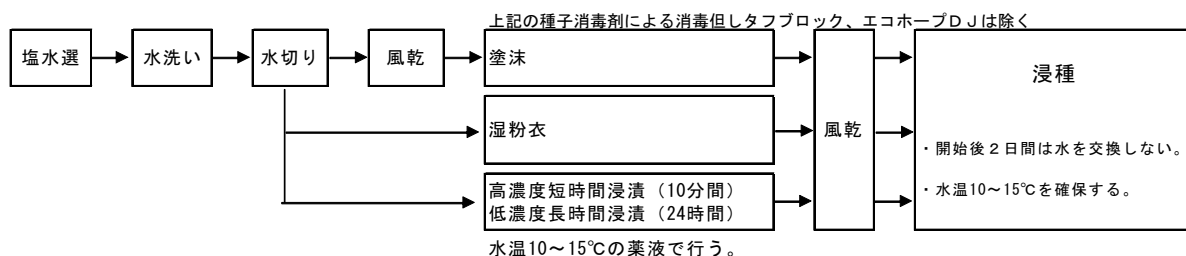 上記の種子消毒剤による消毒但しタフブロック、エコホープDJは除く
塩水選
水洗い
水切り
風乾
塗沫
湿粉衣
高濃度短時間浸漬（10分間）
低濃度長時間浸漬（24時間）
水温10～15℃の薬液で行う。
風乾
浸種
・開始後２日間は水を交換しない。
・水温10～15℃を確保する。